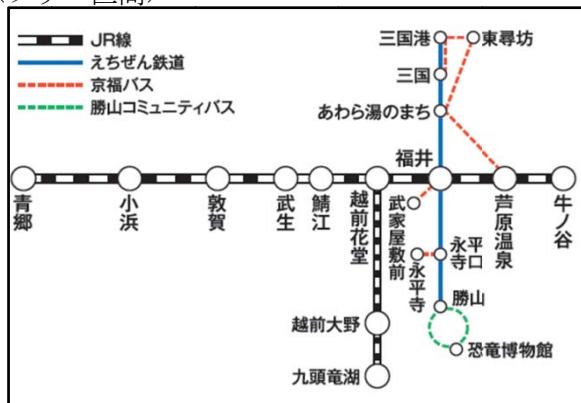 JR線
えちぜん鉄道
京福バス
勝山コミュニティバス
三国港
東尋坊
三国
あわら湯のまち
福井
青郷
小浜
敦賀
武生
鯖江
越前花堂
武家屋敷前
芦原温泉
牛ノ谷
永平寺口
永平寺
勝山
越前大野
恐竜博物館
九頭竜湖